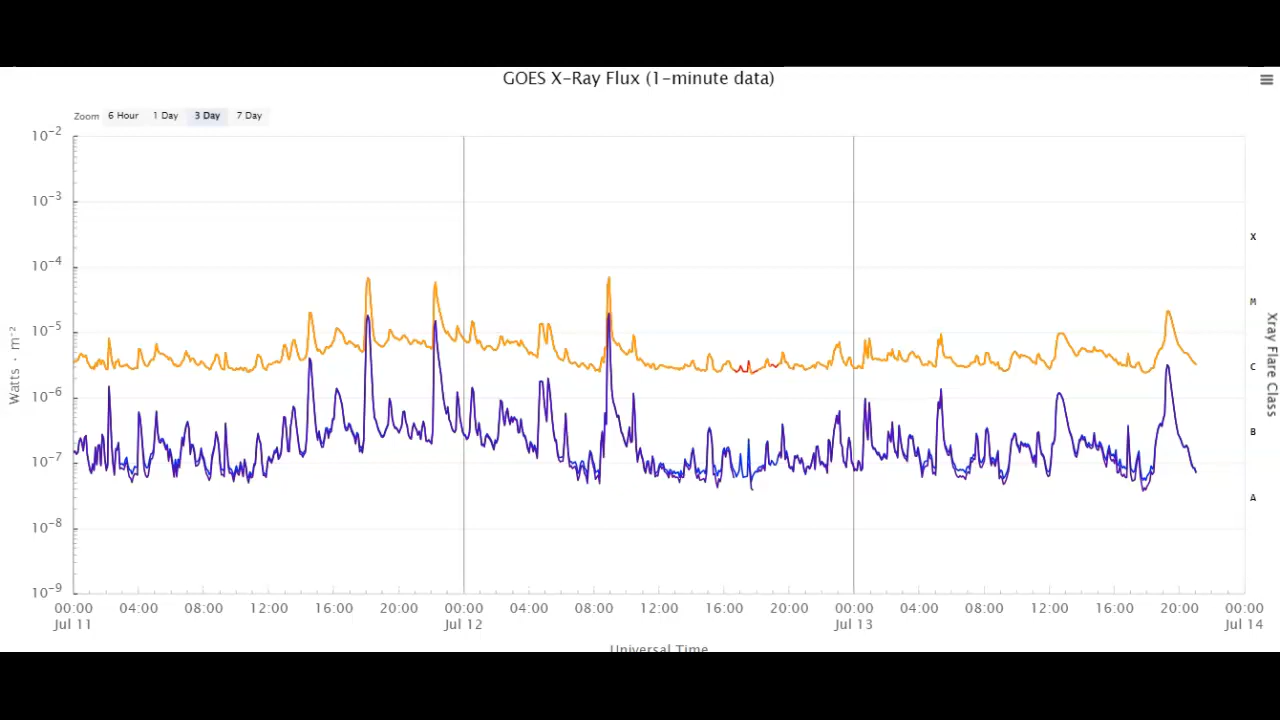 GOES X-Ray Flux (1-minute data)
Zoom 6 Hour 1 Day 3 Day 7 Day
10⁻²
10⁻³
10⁻⁴
10⁻⁵
10⁻⁶
10⁻⁷
10⁻⁸
10⁻⁹
Watts · m⁻²
X
M
C
B
A
Xray Flare Class
00:00 04:00 08:00 12:00 16:00 20:00 00:00 04:00 08:00 12:00 16:00 20:00 00:00 04:00 08:00 12:00 16:00 20:00 00:00
Jul 11 Jul 12 Jul 13 Jul 14
Universal Time